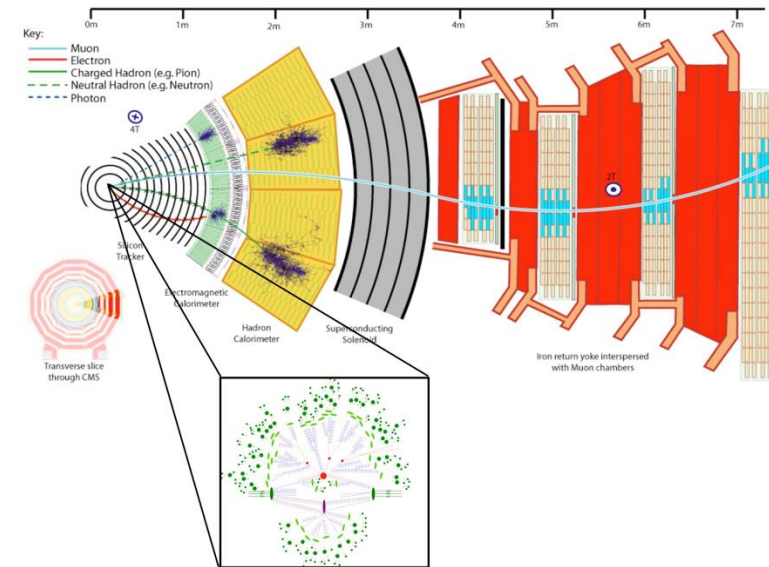 0m 1m 2m 3m 4m 5m 6m 7m
Key:
Muon
Electron
Charged Hadron (e.g. Pion)
Neutral Hadron (e.g. Neutron)
Photon
4T
2T
Silicon
Tracker
Electromagnetic
Calorimeter
Hadron
Calorimeter
Superconducting
Solenoid
Iron return yoke interspersed
with Muon chambers
Transverse slice
through CMS